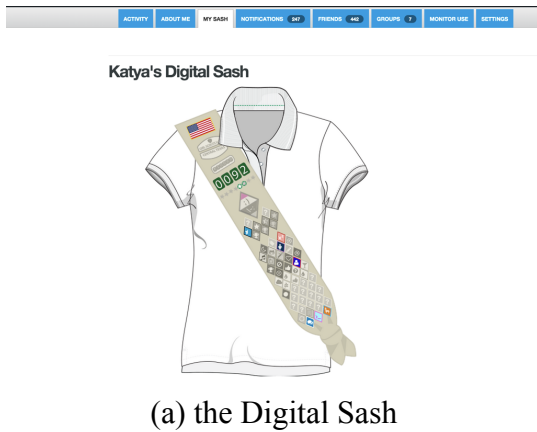 ACTIVITY ABOUT ME MY SASH NOTIFICATIONS 247 FRIENDS 442 GROUPS 7 MONITOR USE SETTINGS
Katya's Digital Sash
0092
(a) the Digital Sash